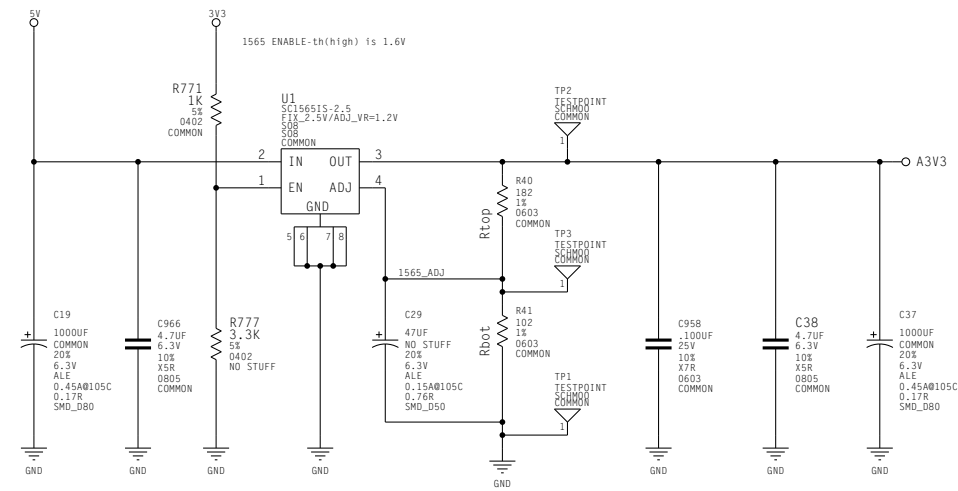 5V
3V3
1565 ENABLE-th(high) is 1.6V
R771
1K
5%
0402
COMMON
U1
SC1565IS-2.5
FIX_2.5V/ADJ_VR=1.2V
SO8
SO8
COMMON
2 IN OUT 3
1 EN ADJ 4
GND
5 6 7 8
TP2
TESTPOINT
SCHMOO
COMMON
1
A3V3
Rtop
R40
182
1%
0603
COMMON
TP3
TESTPOINT
SCHMOO
COMMON
1
1565_ADJ
C19
1000UF
COMMON
20%
6.3V
ALE
0.45A@105C
0.17R
SMD_D80
C966
4.7UF
6.3V
10%
X5R
0805
COMMON
R777
3.3K
5%
0402
NO STUFF
C29
47UF
NO STUFF
20%
6.3V
ALE
0.15A@105C
0.76R
SMD_D50
Rbot
R41
102
1%
0603
COMMON
TP1
TESTPOINT
SCHMOO
COMMON
1
C958
.100UF
25V
10%
X7R
0603
COMMON
C38
4.7UF
6.3V
10%
X5R
0805
COMMON
C37
1000UF
COMMON
20%
6.3V
ALE
0.45A@105C
0.17R
SMD_D80
GND
GND
GND
GND
GND
GND
GND
GND